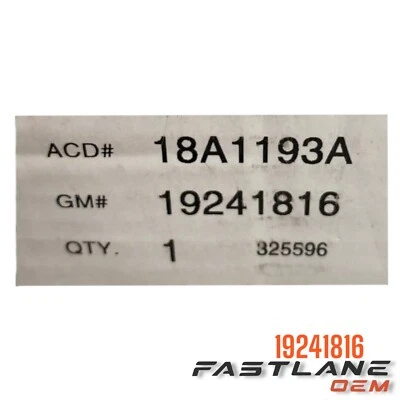 ACD# 18A1193A
GM# 19241816
QTY. 1 325596
19241816
FASTLANE
OEM